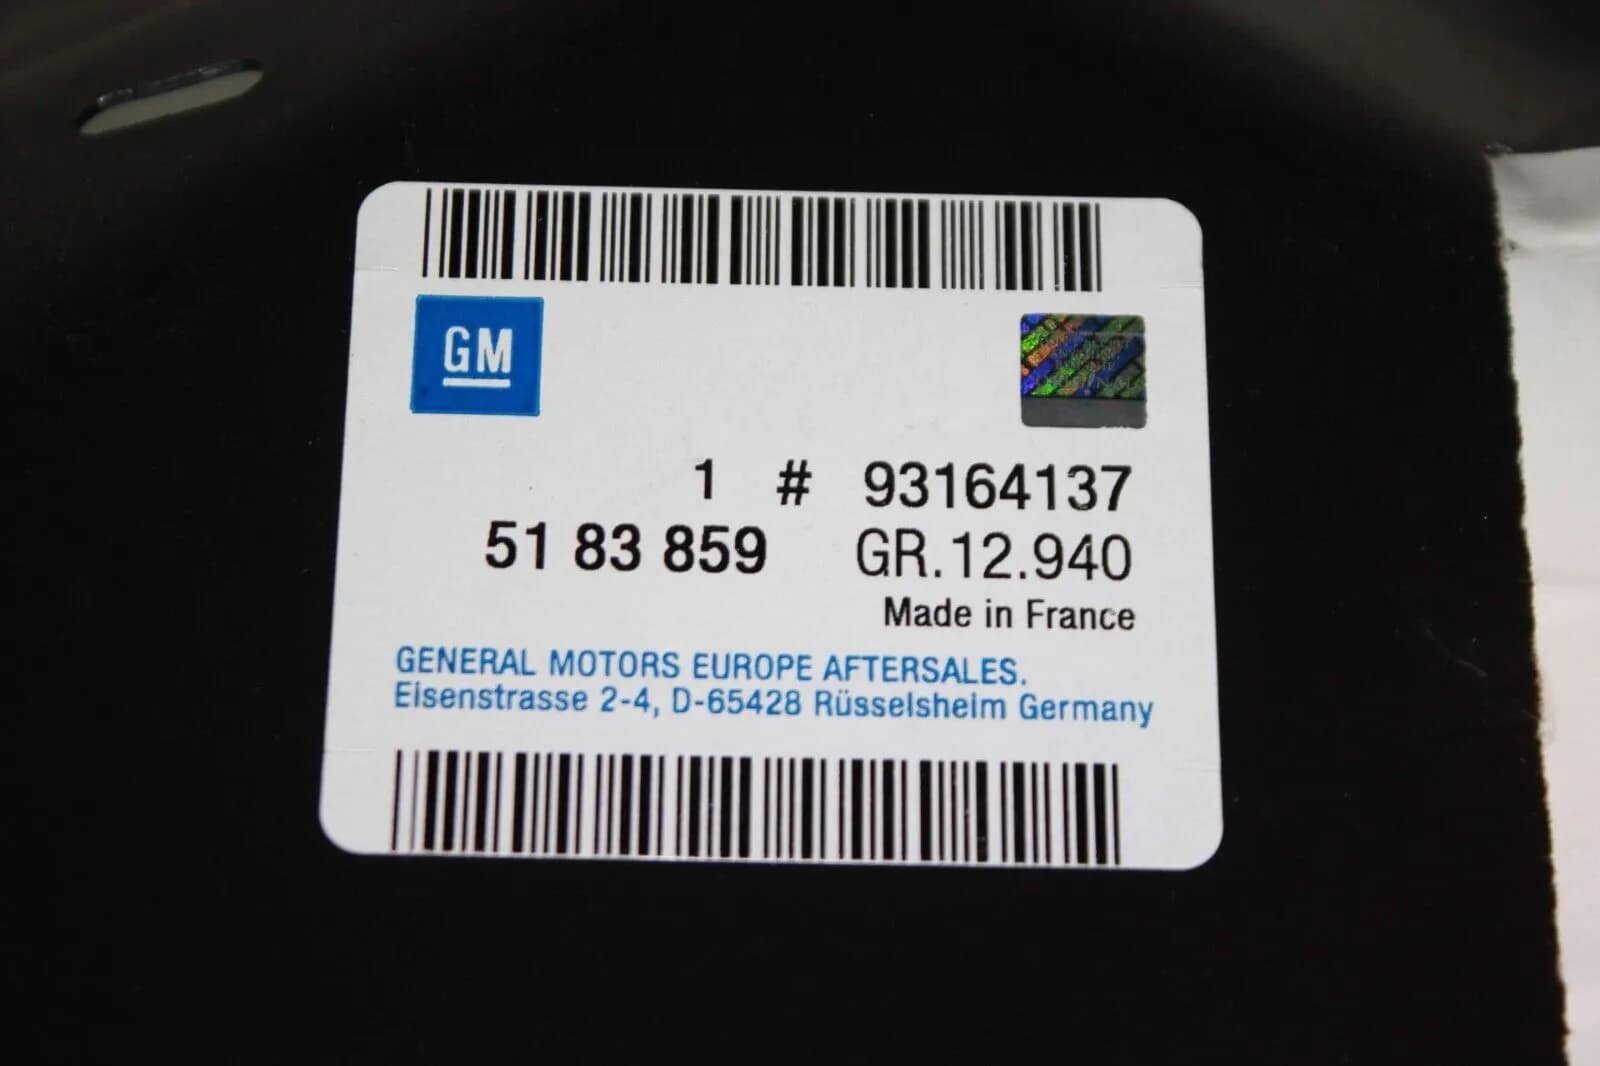 GM
1 # 93164137
51 83 859 GR.12.940
Made in France
GENERAL MOTORS EUROPE AFTERSALES.
Eisenstrasse 2-4, D-65428 Rüsselsheim Germany